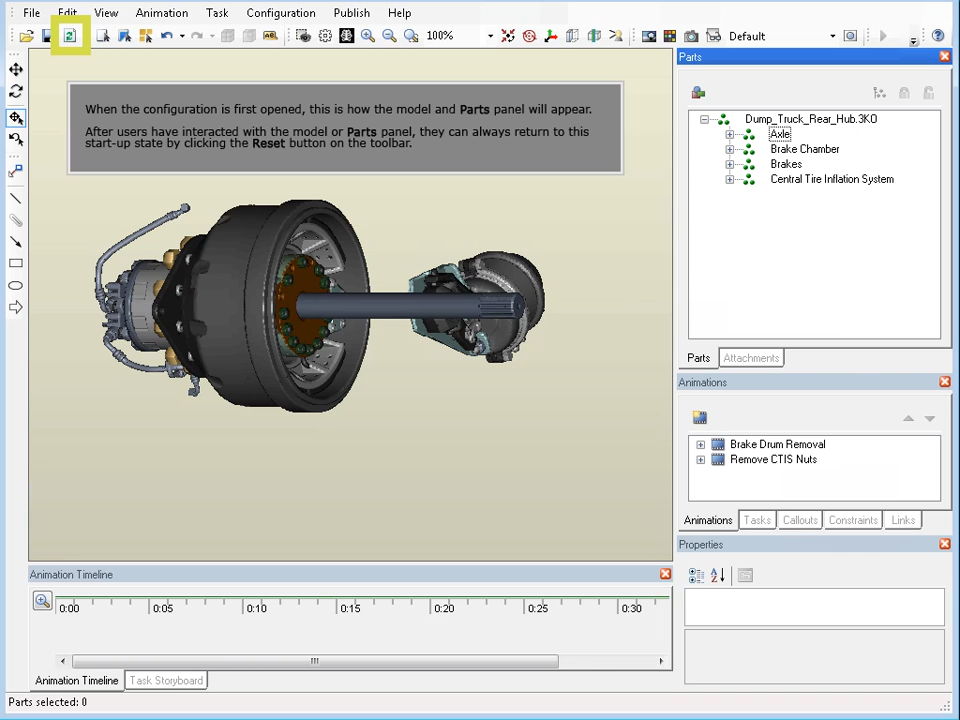 File Edit View Animation Task Configuration Publish Help
100% Default
When the configuration is first opened, this is how the model and Parts panel will appear.
After users have interacted with the model or Parts panel, they can always return to this
start-up state by clicking the Reset button on the toolbar.
Parts
Dump_Truck_Rear_Hub.3KO
Axle
Brake Chamber
Brakes
Central Tire Inflation System
Parts Attachments
Animations
Brake Drum Removal
Remove CTIS Nuts
Animations Tasks Callouts Constraints Links
Properties
Animation Timeline
0:00 0:05 0:10 0:15 0:20 0:25 0:30
Animation Timeline Task Storyboard
Parts selected: 0